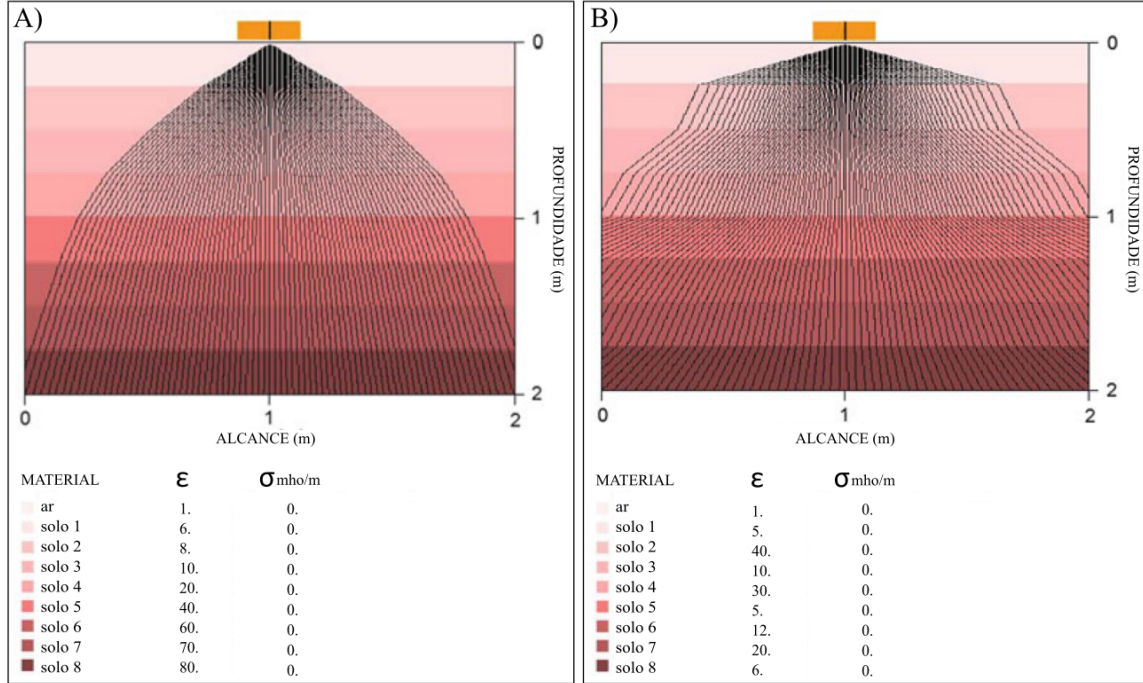 A)
0
PROFUNDIDADE (m)
1
2
0 1 2
ALCANCE (m)
MATERIAL ε σ mho/m
ar 1. 0.
solo 1 6. 0.
solo 2 8. 0.
solo 3 10. 0.
solo 4 20. 0.
solo 5 40. 0.
solo 6 60. 0.
solo 7 70. 0.
solo 8 80. 0.
B)
0
PROFUNDIDADE (m)
1
2
0 1 2
ALCANCE (m)
MATERIAL ε σ mho/m
ar 1. 0.
solo 1 5. 0.
solo 2 40. 0.
solo 3 10. 0.
solo 4 30. 0.
solo 5 5. 0.
solo 6 12. 0.
solo 7 20. 0.
solo 8 6. 0.